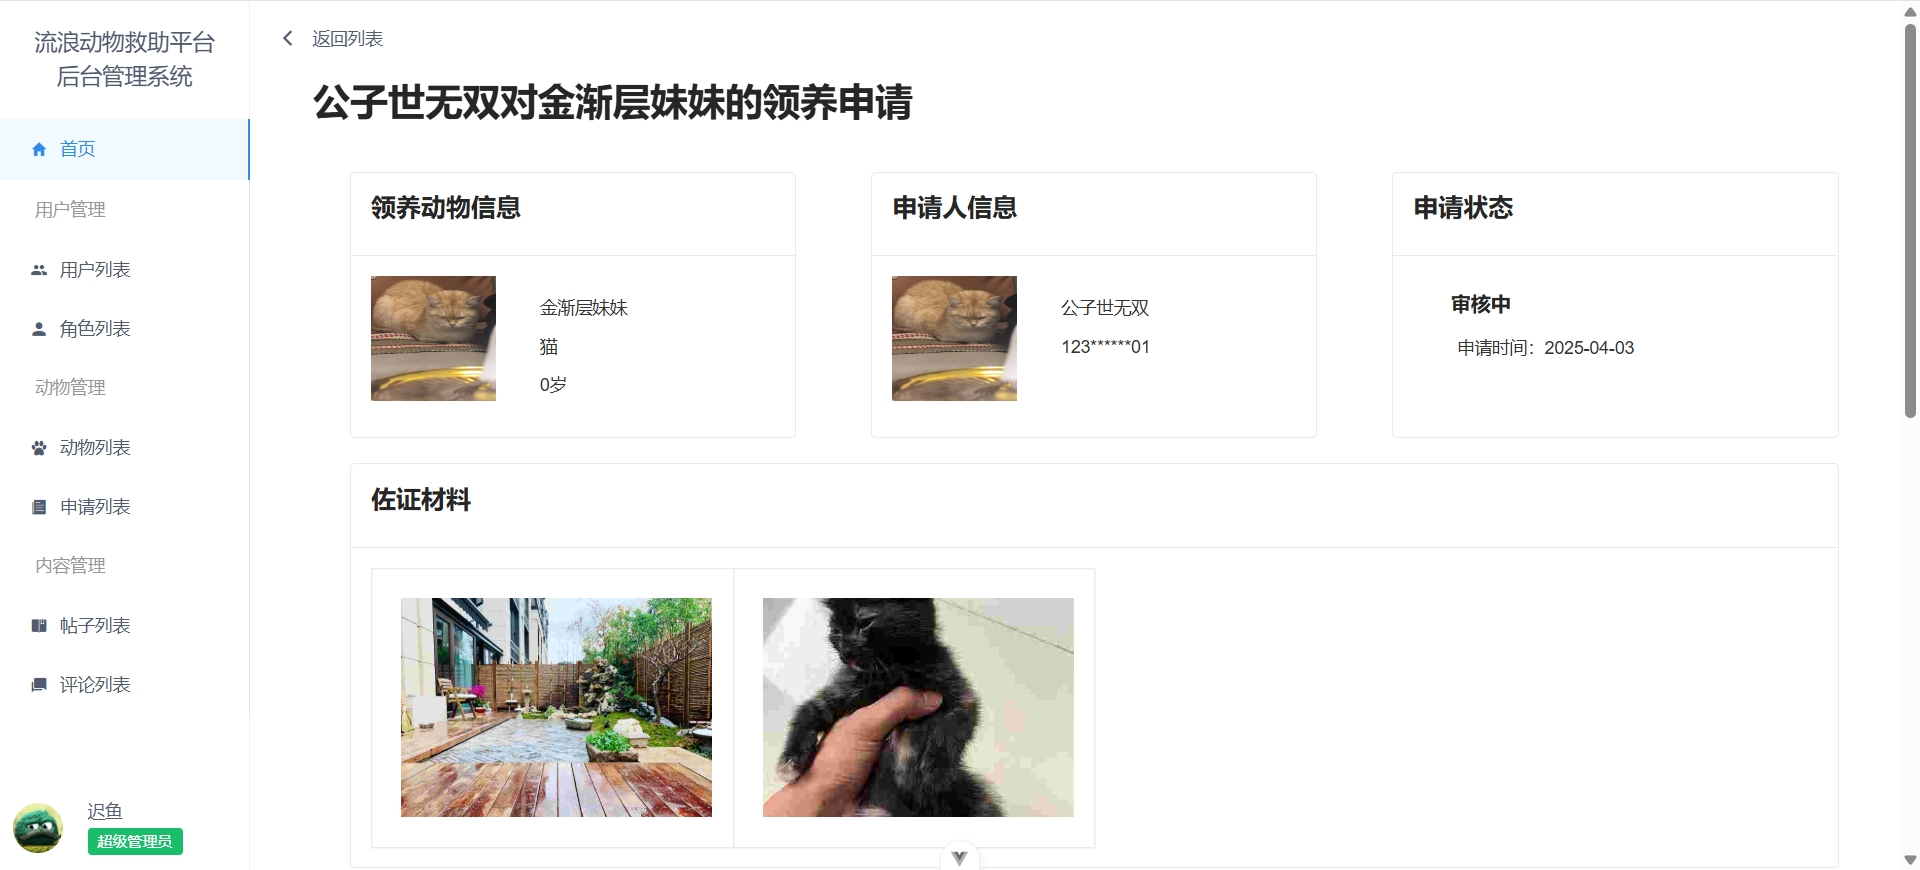 流浪动物救助平台
后台管理系统
首页
用户管理
用户列表
角色列表
动物管理
动物列表
申请列表
内容管理
帖子列表
评论列表
迟鱼
超级管理员
返回列表
公子世无双对金渐层妹妹的领养申请
领养动物信息
金渐层妹妹
猫
0岁
申请人信息
公子世无双
123******01
申请状态
审核中
申请时间：2025-04-03
佐证材料